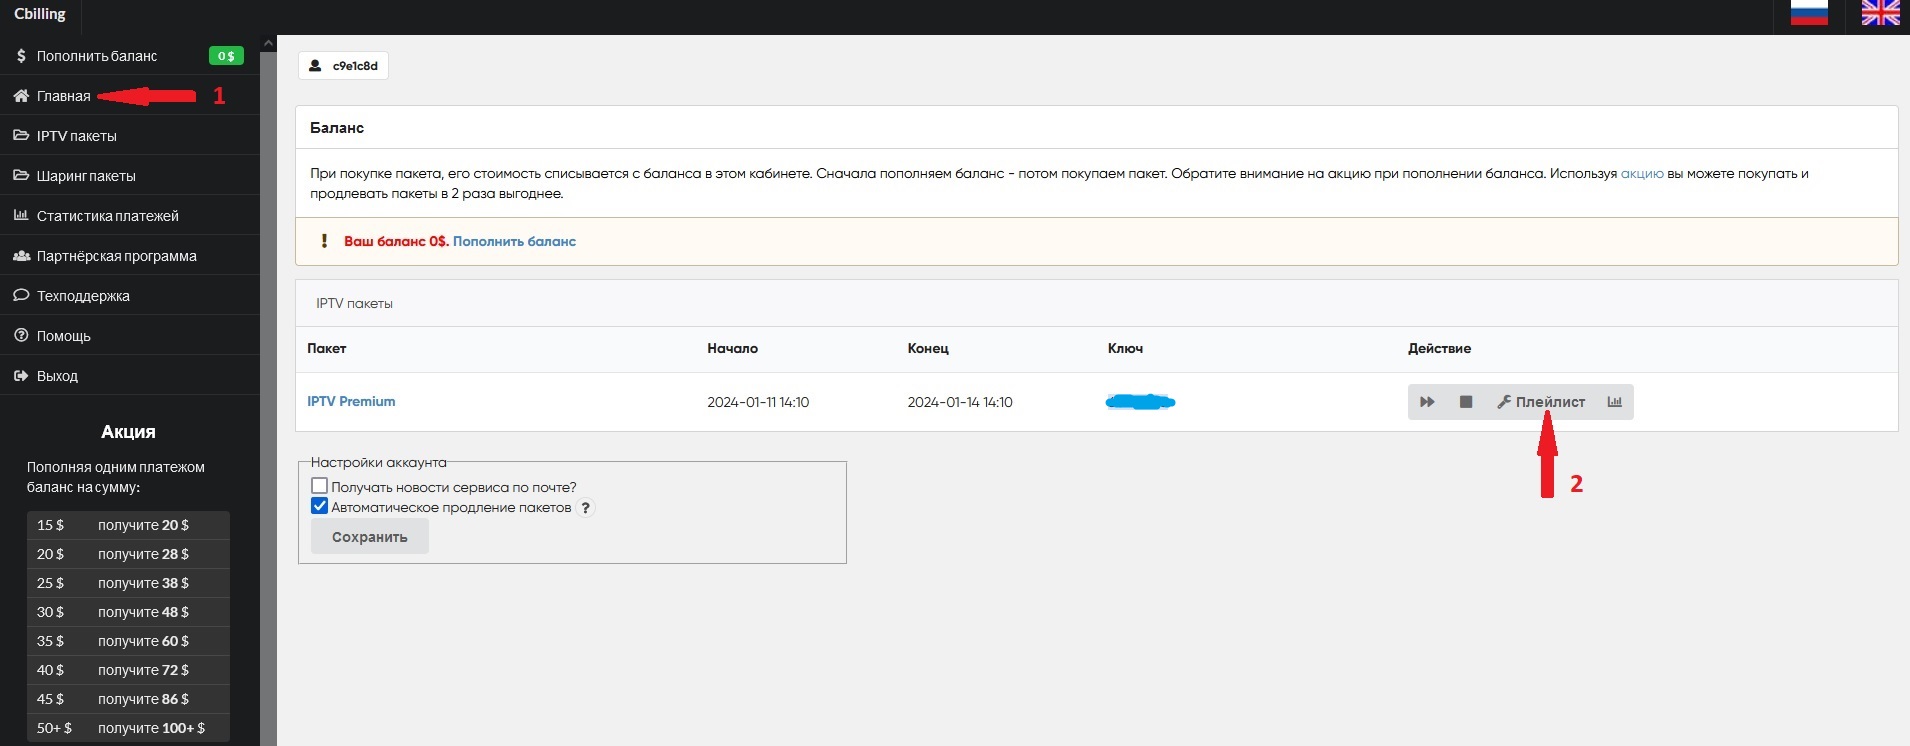 Cbilling
Пополнить баланс 0 $
Главная 1
IPTV пакеты
Шаринг пакеты
Статистика платежей
Партнёрская программа
Техподдержка
Помощь
Выход
Акция
Пополняя одним платежом
баланс на сумму:
15 $ получите 20 $
20 $ получите 28 $
25 $ получите 38 $
30 $ получите 48 $
35 $ получите 60 $
40 $ получите 72 $
45 $ получите 86 $
50+ $ получите 100+ $
c9e1c8d
Баланс
При покупке пакета, его стоимость списывается с баланса в этом кабинете. Сначала пополняем баланс - потом покупаем пакет. Обратите внимание на акцию при пополнении баланса. Используя акцию вы можете покупать и
продлевать пакеты в 2 раза выгоднее.
! Ваш баланс 0$. Пополнить баланс
IPTV пакеты
Пакет Начало Конец Ключ Действие
IPTV Premium 2024-01-11 14:10 2024-01-14 14:10 Плейлист
2
Настройки аккаунта
Получать новости сервиса по почте?
Автоматическое продление пакетов ?
Сохранить